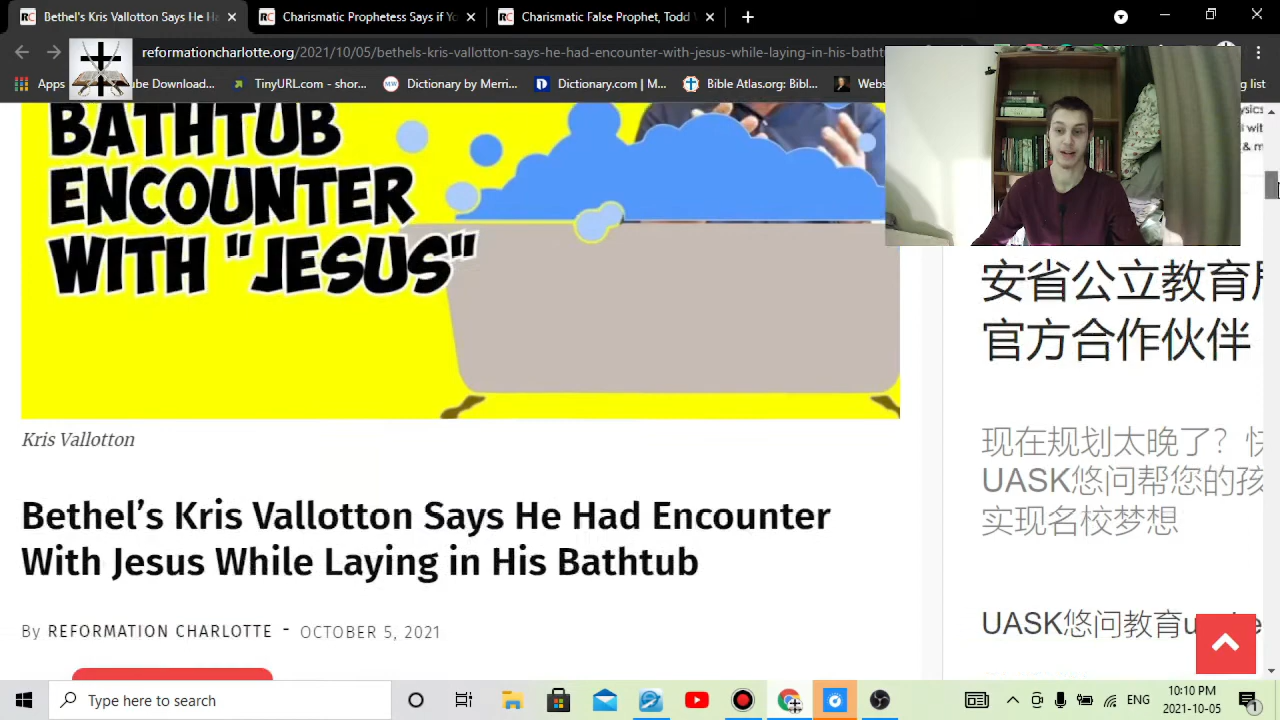 Bethel's Kris Vallotton Says He Ha
Charismatic Prophetess Says if Yo
Charismatic False Prophet, Todd
reformationcharlotte.org/2021/10/05/bethels-kris-vallotton-says-he-had-encounter-with-jesus-while-laying-in-his-batht
Apps
ube Download...
TinyURL.com - shor...
Dictionary by Merri...
Dictionary.com | M...
Bible Atlas.co
Webs
g list
BATHTUB
ENCOUNTER
WITH "JESUS"
Kris Vallotton
Bethel's Kris Vallotton Says He Had Encounter
With Jesus While Laying in His Bathtub
By REFORMATION CHARLOTTE - OCTOBER 5, 2021
安省公立教育局
官方合作伙伴
现在规划太晚了？快
UASK悠问帮您的孩
实现名校梦想
UASK悠问教育
Type here to search
ENG
10:10 PM
2021-10-05